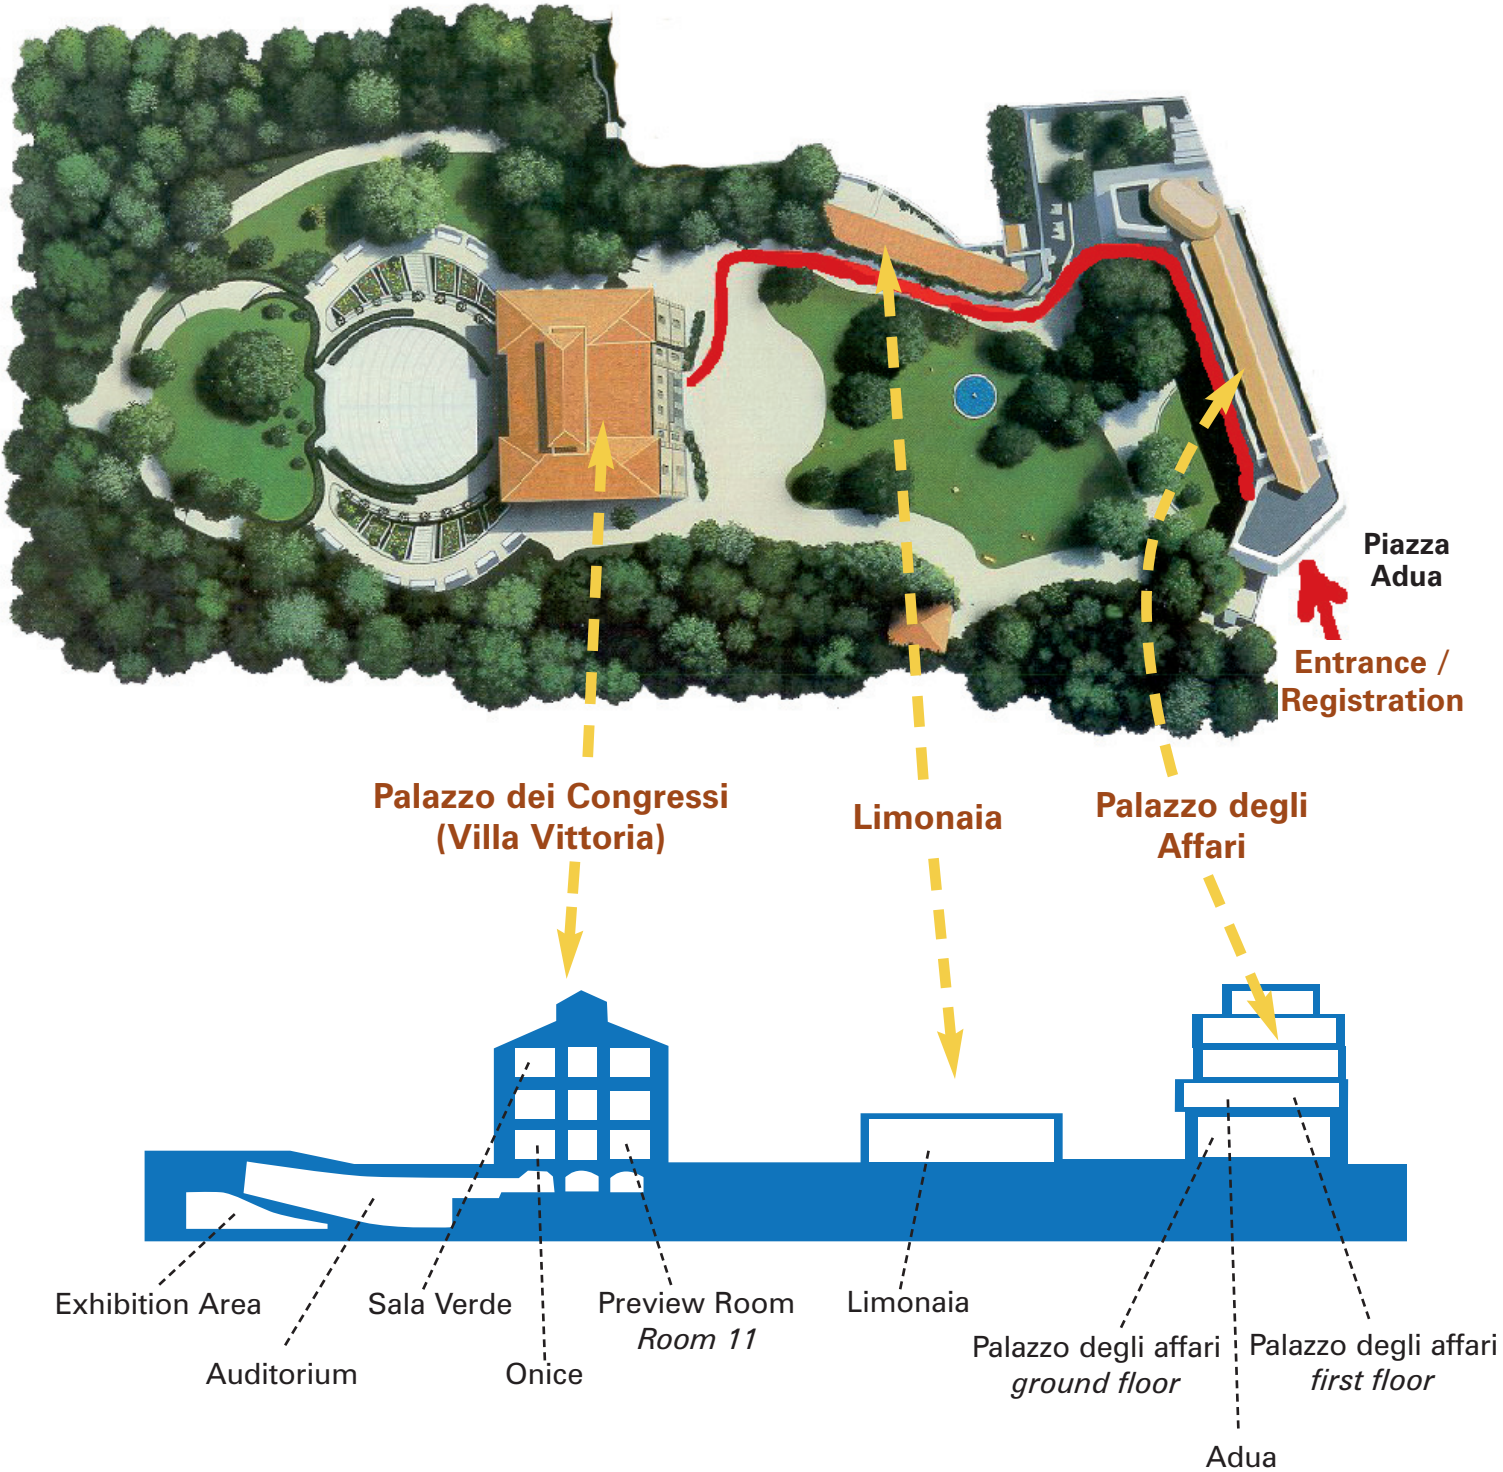 Piazza
Adua
Entrance /
Registration
Palazzo dei Congressi
(Villa Vittoria)
Limonaia
Palazzo degli
Affari
Exhibition Area
Sala Verde
Preview Room
Room 11
Limonaia
Auditorium
Onice
Palazzo degli affari
ground floor
Palazzo degli affari
first floor
Adua